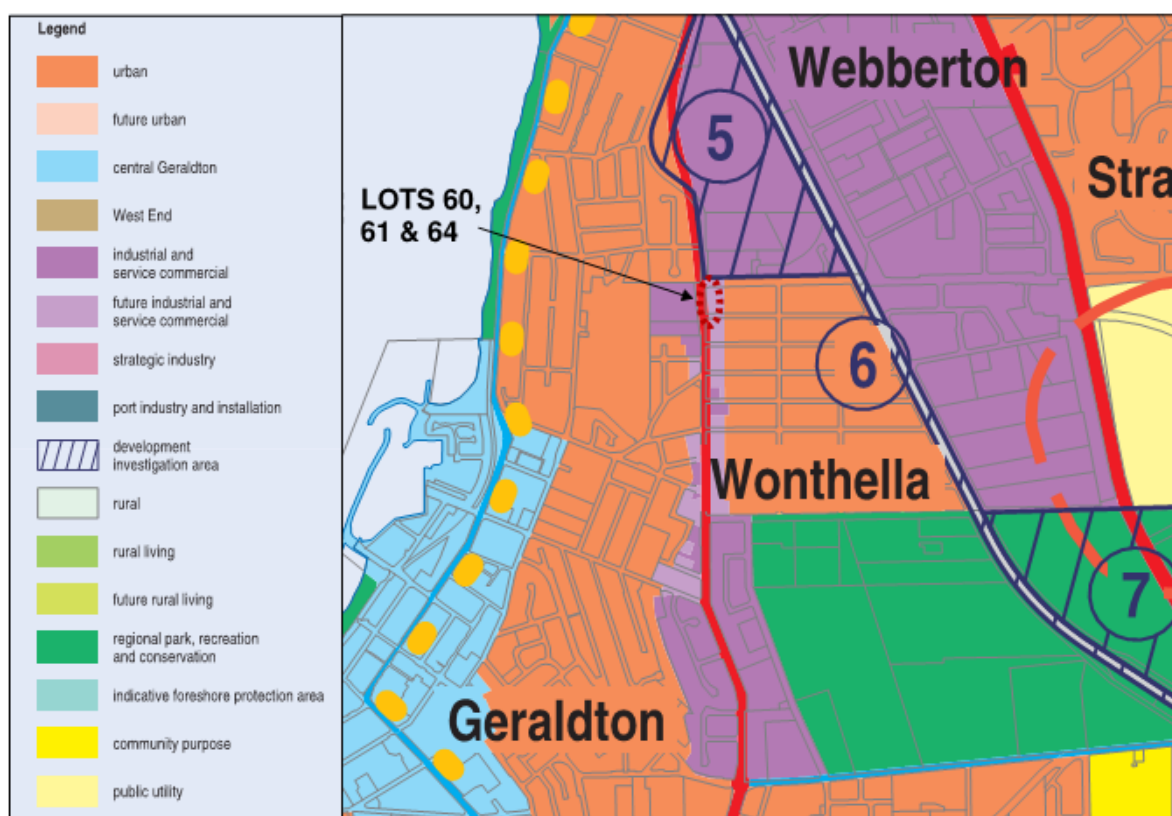 Legend
urban
future urban
central Geraldton
West End
industrial and
service commercial
future industrial and
service commercial
strategic industry
port industry and installation
development
investigation area
rural
rural living
future rural living
regional park, recreation
and conservation
indicative foreshore protection area
community purpose
public utility
Webberton
5
Stra
LOTS 60,
61 & 64
6
Wonthella
7
Geraldton